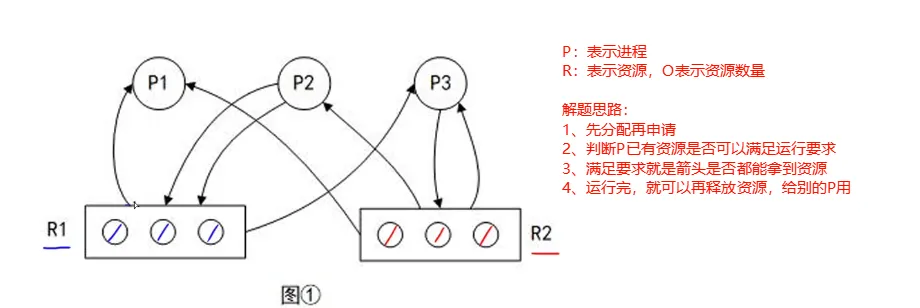 P1
P2
P3
R1
R2
图①
P：表示进程
R：表示资源，O表示资源数量
解题思路：
1、先分配再申请
2、判断P已有资源是否可以满足运行要求
3、满足要求就是箭头是否都能拿到资源
4、运行完，就可以再释放资源，给别的P用